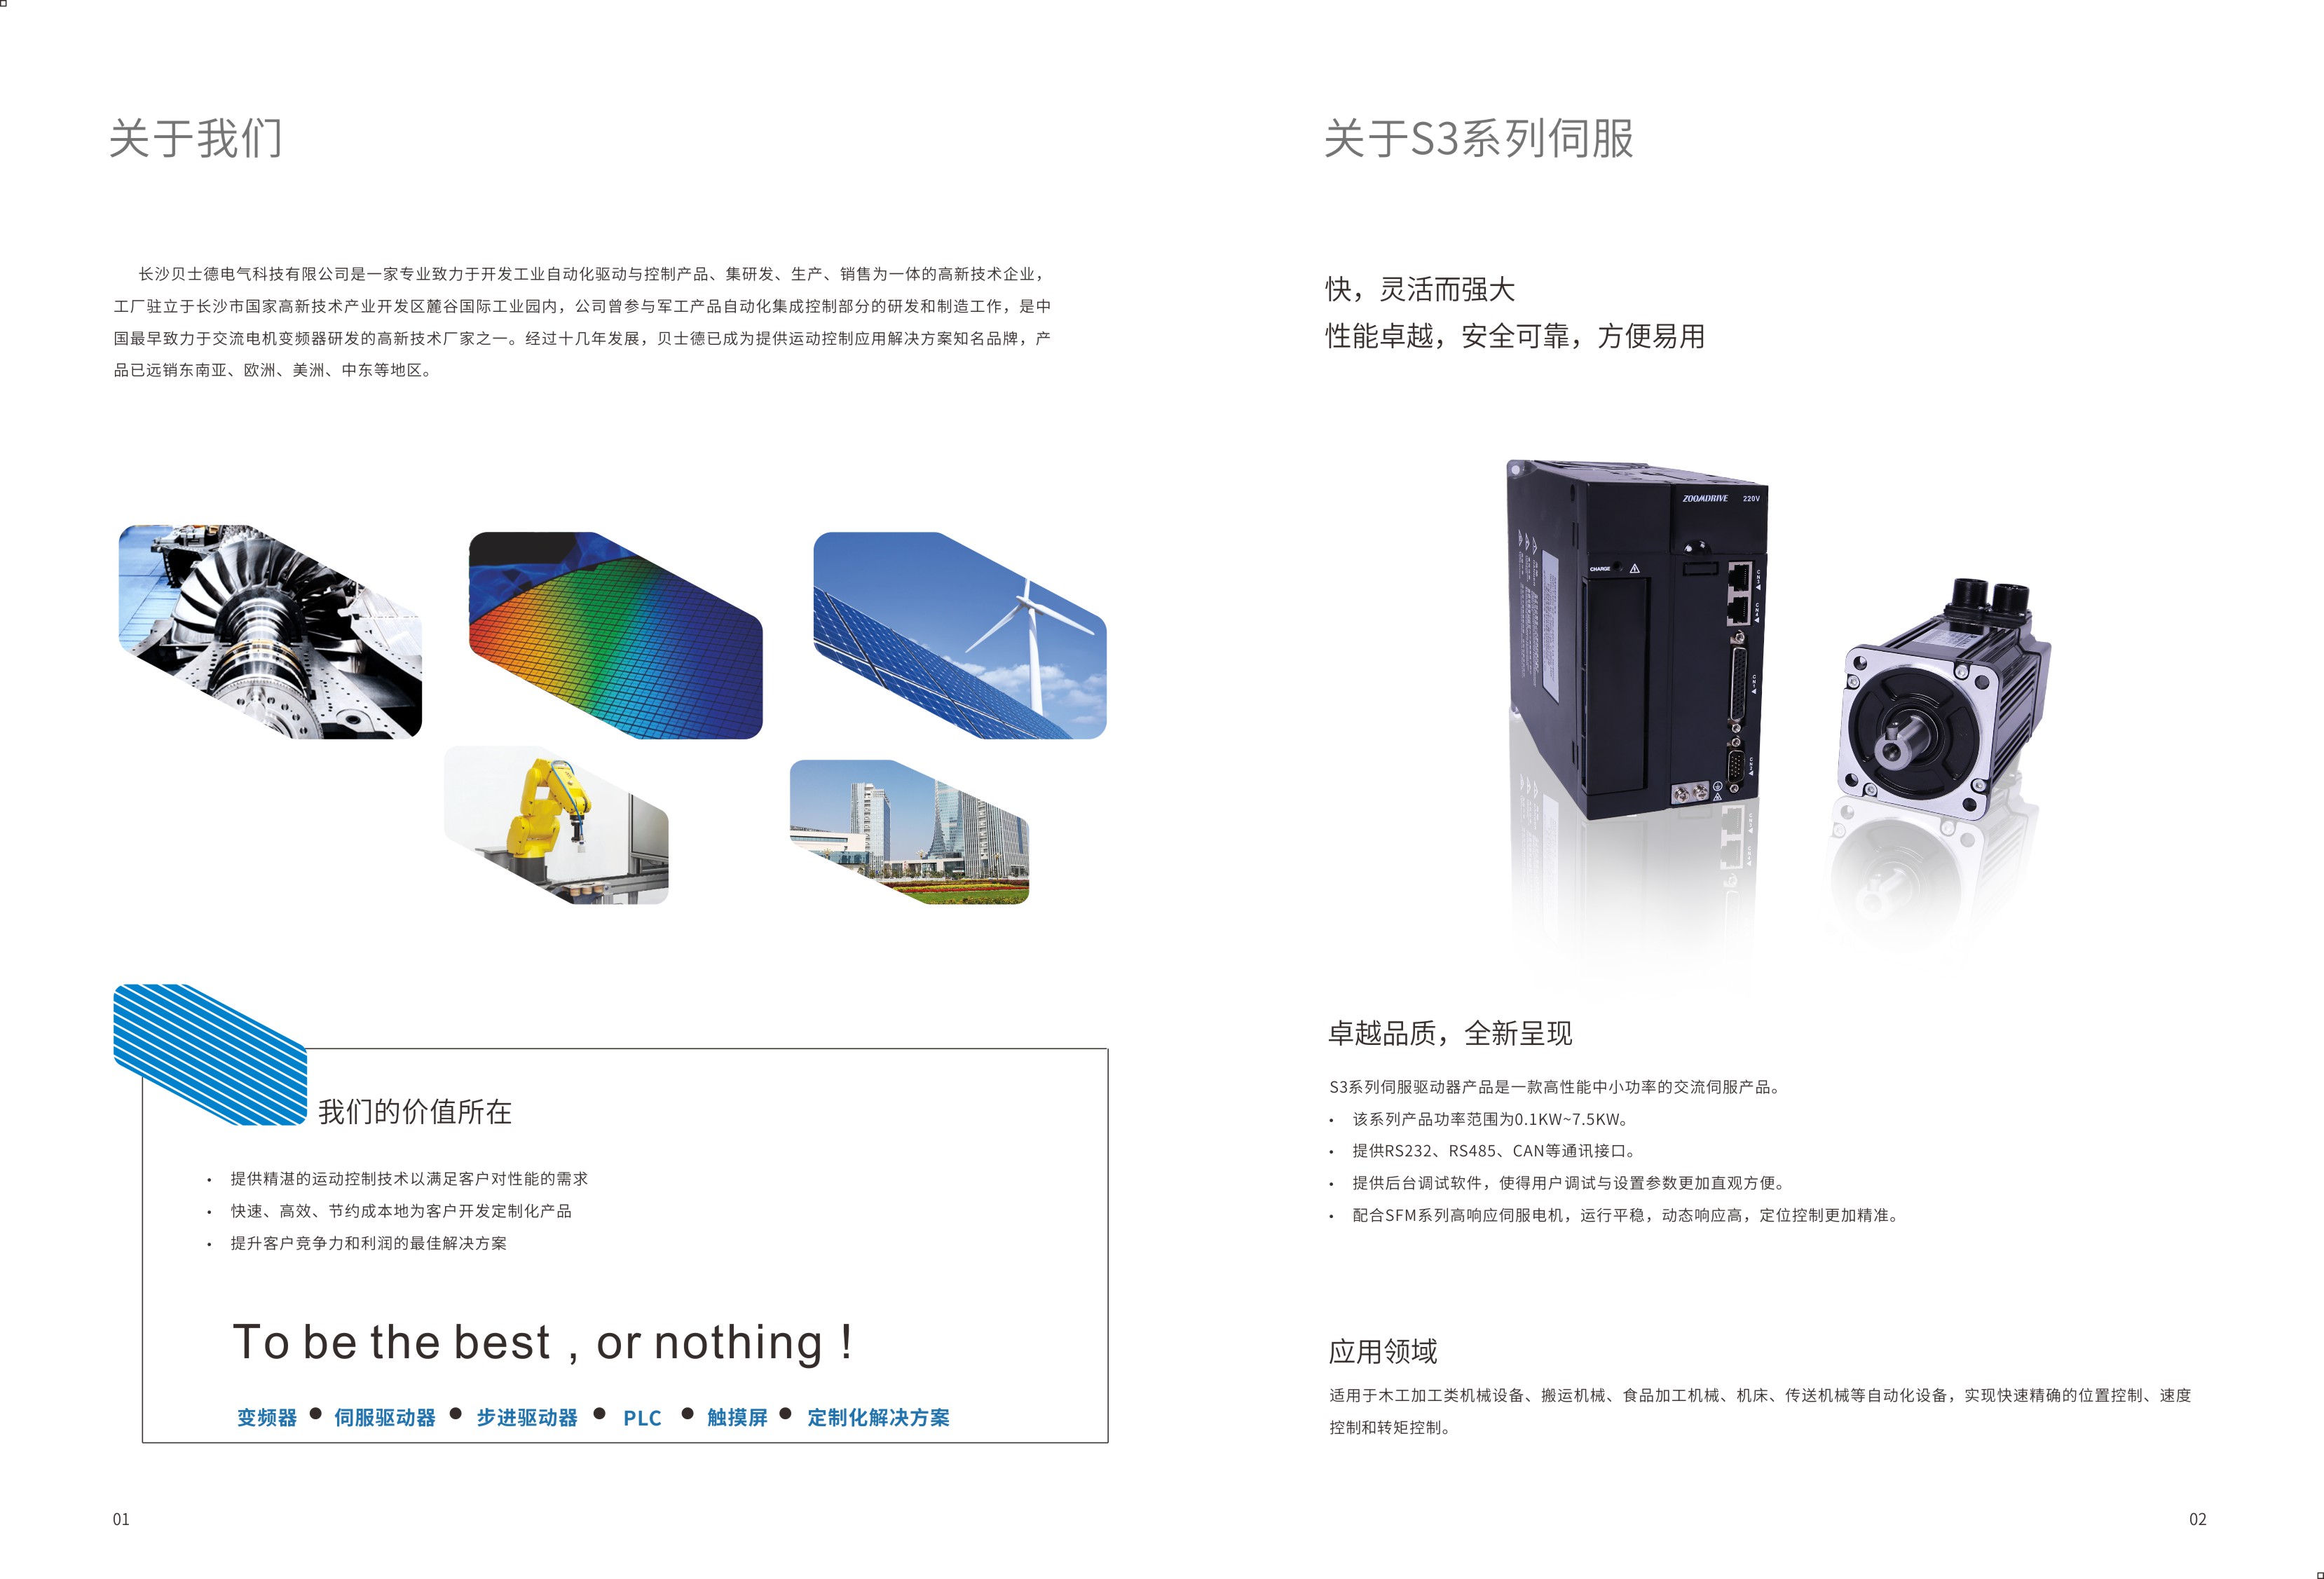 关于我们
长沙贝士德电气科技有限公司是一家专业致力于开发工业自动化驱动与控制产品、集研发、生产、销售为一体的高新技术企业，
工厂驻立于长沙市国家高新技术产业开发区麓谷国际工业园内，公司曾参与军工产品自动化集成控制部分的研发和制造工作，是中
国最早致力于交流电机变频器研发的高新技术厂家之一。经过十几年发展，贝士德已成为提供运动控制应用解决方案知名品牌，产
品已远销东南亚、欧洲、美洲、中东等地区。
我们的价值所在
• 提供精湛的运动控制技术以满足客户对性能的需求
• 快速、高效、节约成本地为客户开发定制化产品
• 提升客户竞争力和利润的最佳解决方案
To be the best , or nothing !
变频器 ● 伺服驱动器 ● 步进驱动器 ● PLC ● 触摸屏 ● 定制化解决方案
01
关于S3系列伺服
快，灵活而强大
性能卓越，安全可靠，方便易用
ZOOMDRIVE 220V
CHARGE
卓越品质，全新呈现
S3系列伺服驱动器产品是一款高性能中小功率的交流伺服产品。
• 该系列产品功率范围为0.1KW~7.5KW。
• 提供RS232、RS485、CAN等通讯接口。
• 提供后台调试软件，使得用户调试与设置参数更加直观方便。
• 配合SFM系列高响应伺服电机，运行平稳，动态响应高，定位控制更加精准。
应用领域
适用于木工加工类机械设备、搬运机械、食品加工机械、机床、传送机械等自动化设备，实现快速精确的位置控制、速度
控制和转矩控制。
02